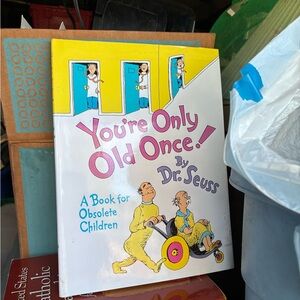 You're Only
Old Once!
By
Dr. Seuss
A Book for
Obsolete
Children